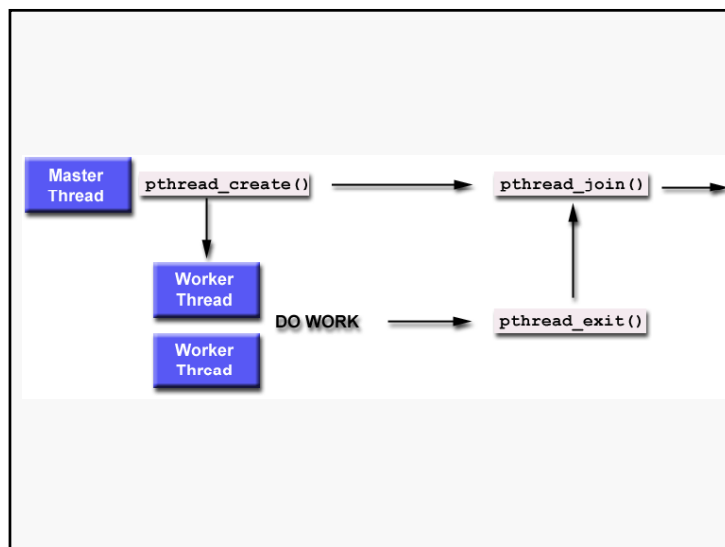 Master
Thread
pthread_create()
pthread_join()
Worker
Thread
DO WORK
pthread_exit()
Worker
Thread